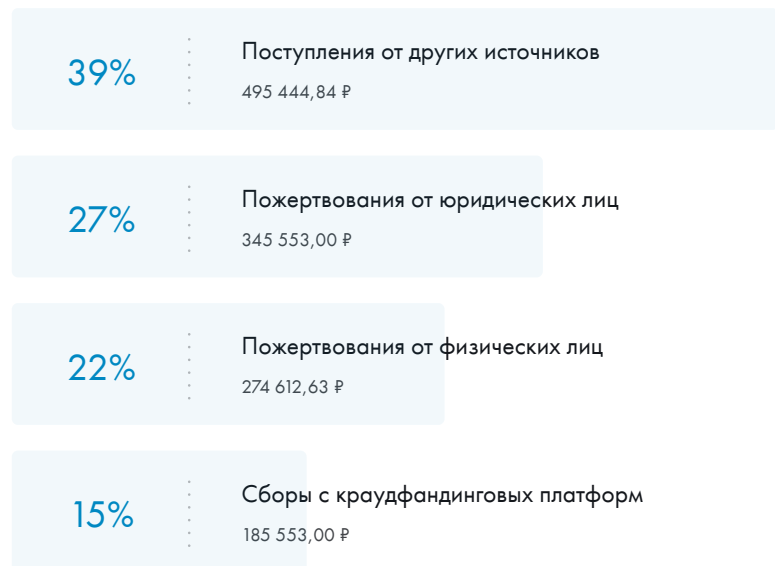 39%
Поступления от других источников
495 444,84 ₽
27%
Пожертвования от юридических лиц
345 553,00 ₽
22%
Пожертвования от физических лиц
274 612,63 ₽
15%
Сборы с краудфандинговых платформ
185 553,00 ₽